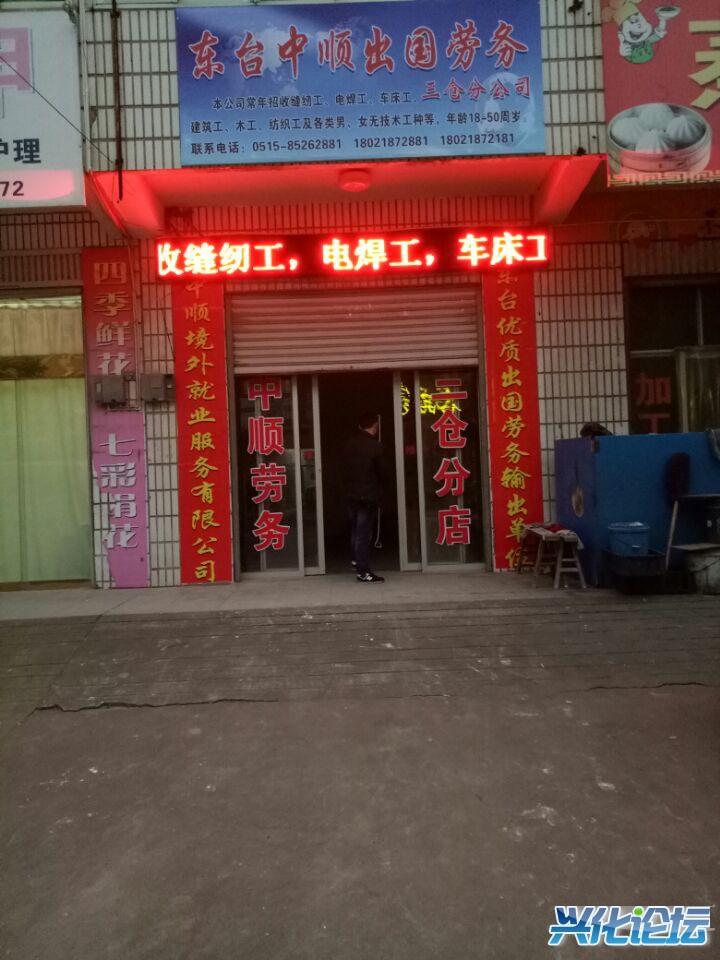 东台中顺出国劳务
三仓分公司
本公司常年招收缝纫工、电焊工、车床工、
建筑工、木工、纺织工及各类男、女无技术工种等，年龄18-50周岁。
联系电话：0515-85262881 18021872881 18021872181
护理
72
收缝纫工，电焊工，车床工
四季鲜花
七彩绢花
中顺境外就业服务有限公司
中顺劳务
三仓分店
东台优质出国劳务输出单位
加工
兴化论坛